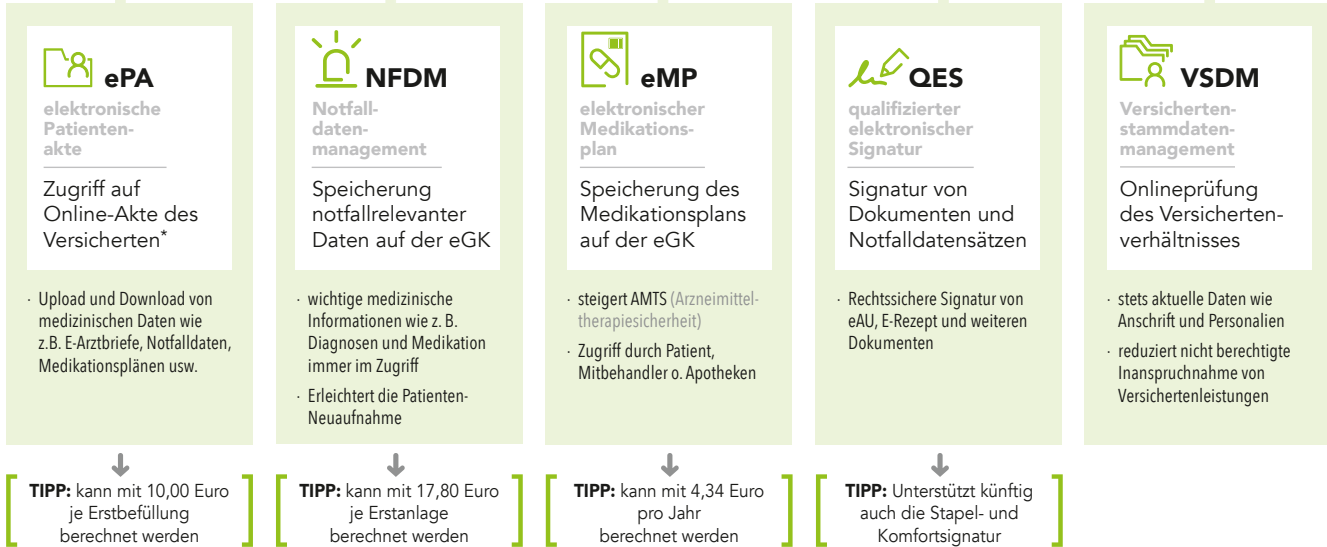 ePA
elektronische
Patienten-
akte
Zugriff auf
Online-Akte des
Versicherten*
· Upload und Download von
medizinischen Daten wie
z.B. E-Arztbriefe, Notfalldaten,
Medikationsplänen usw.
TIPP: kann mit 10,00 Euro
je Erstbefüllung
berechnet werden
NFDM
Notfall-
daten-
management
Speicherung
notfallrelevanter
Daten auf der eGK
· wichtige medizinische
Informationen wie z. B.
Diagnosen und Medikation
immer im Zugriff
· Erleichtert die Patienten-
Neuaufnahme
TIPP: kann mit 17,80 Euro
je Erstanlage
berechnet werden
eMP
elektronischer
Medikations-
plan
Speicherung des
Medikationsplans
auf der eGK
· steigert AMTS (Arzneimittel-
therapiesicherheit)
· Zugriff durch Patient,
Mitbehandler o. Apotheken
TIPP: kann mit 4,34 Euro
pro Jahr
berechnet werden
QES
qualifizierter
elektronischer
Signatur
Signatur von
Dokumenten und
Notfalldatensätzen
· Rechtssichere Signatur von
eAU, E-Rezept und weiteren
Dokumenten
TIPP: Unterstützt künftig
auch die Stapel- und
Komfortsignatur
VSDM
Versicherten-
stammdaten-
management
Onlineprüfung
des Versicherten-
verhältnisses
· stets aktuelle Daten wie
Anschrift und Personalien
· reduziert nicht berechtigte
Inanspruchnahme von
Versichertenleistungen